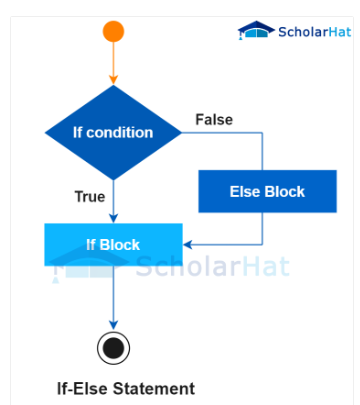 ScholarHat
If condition
False
True
Else Block
If Block
ScholarHat
If-Else Statement